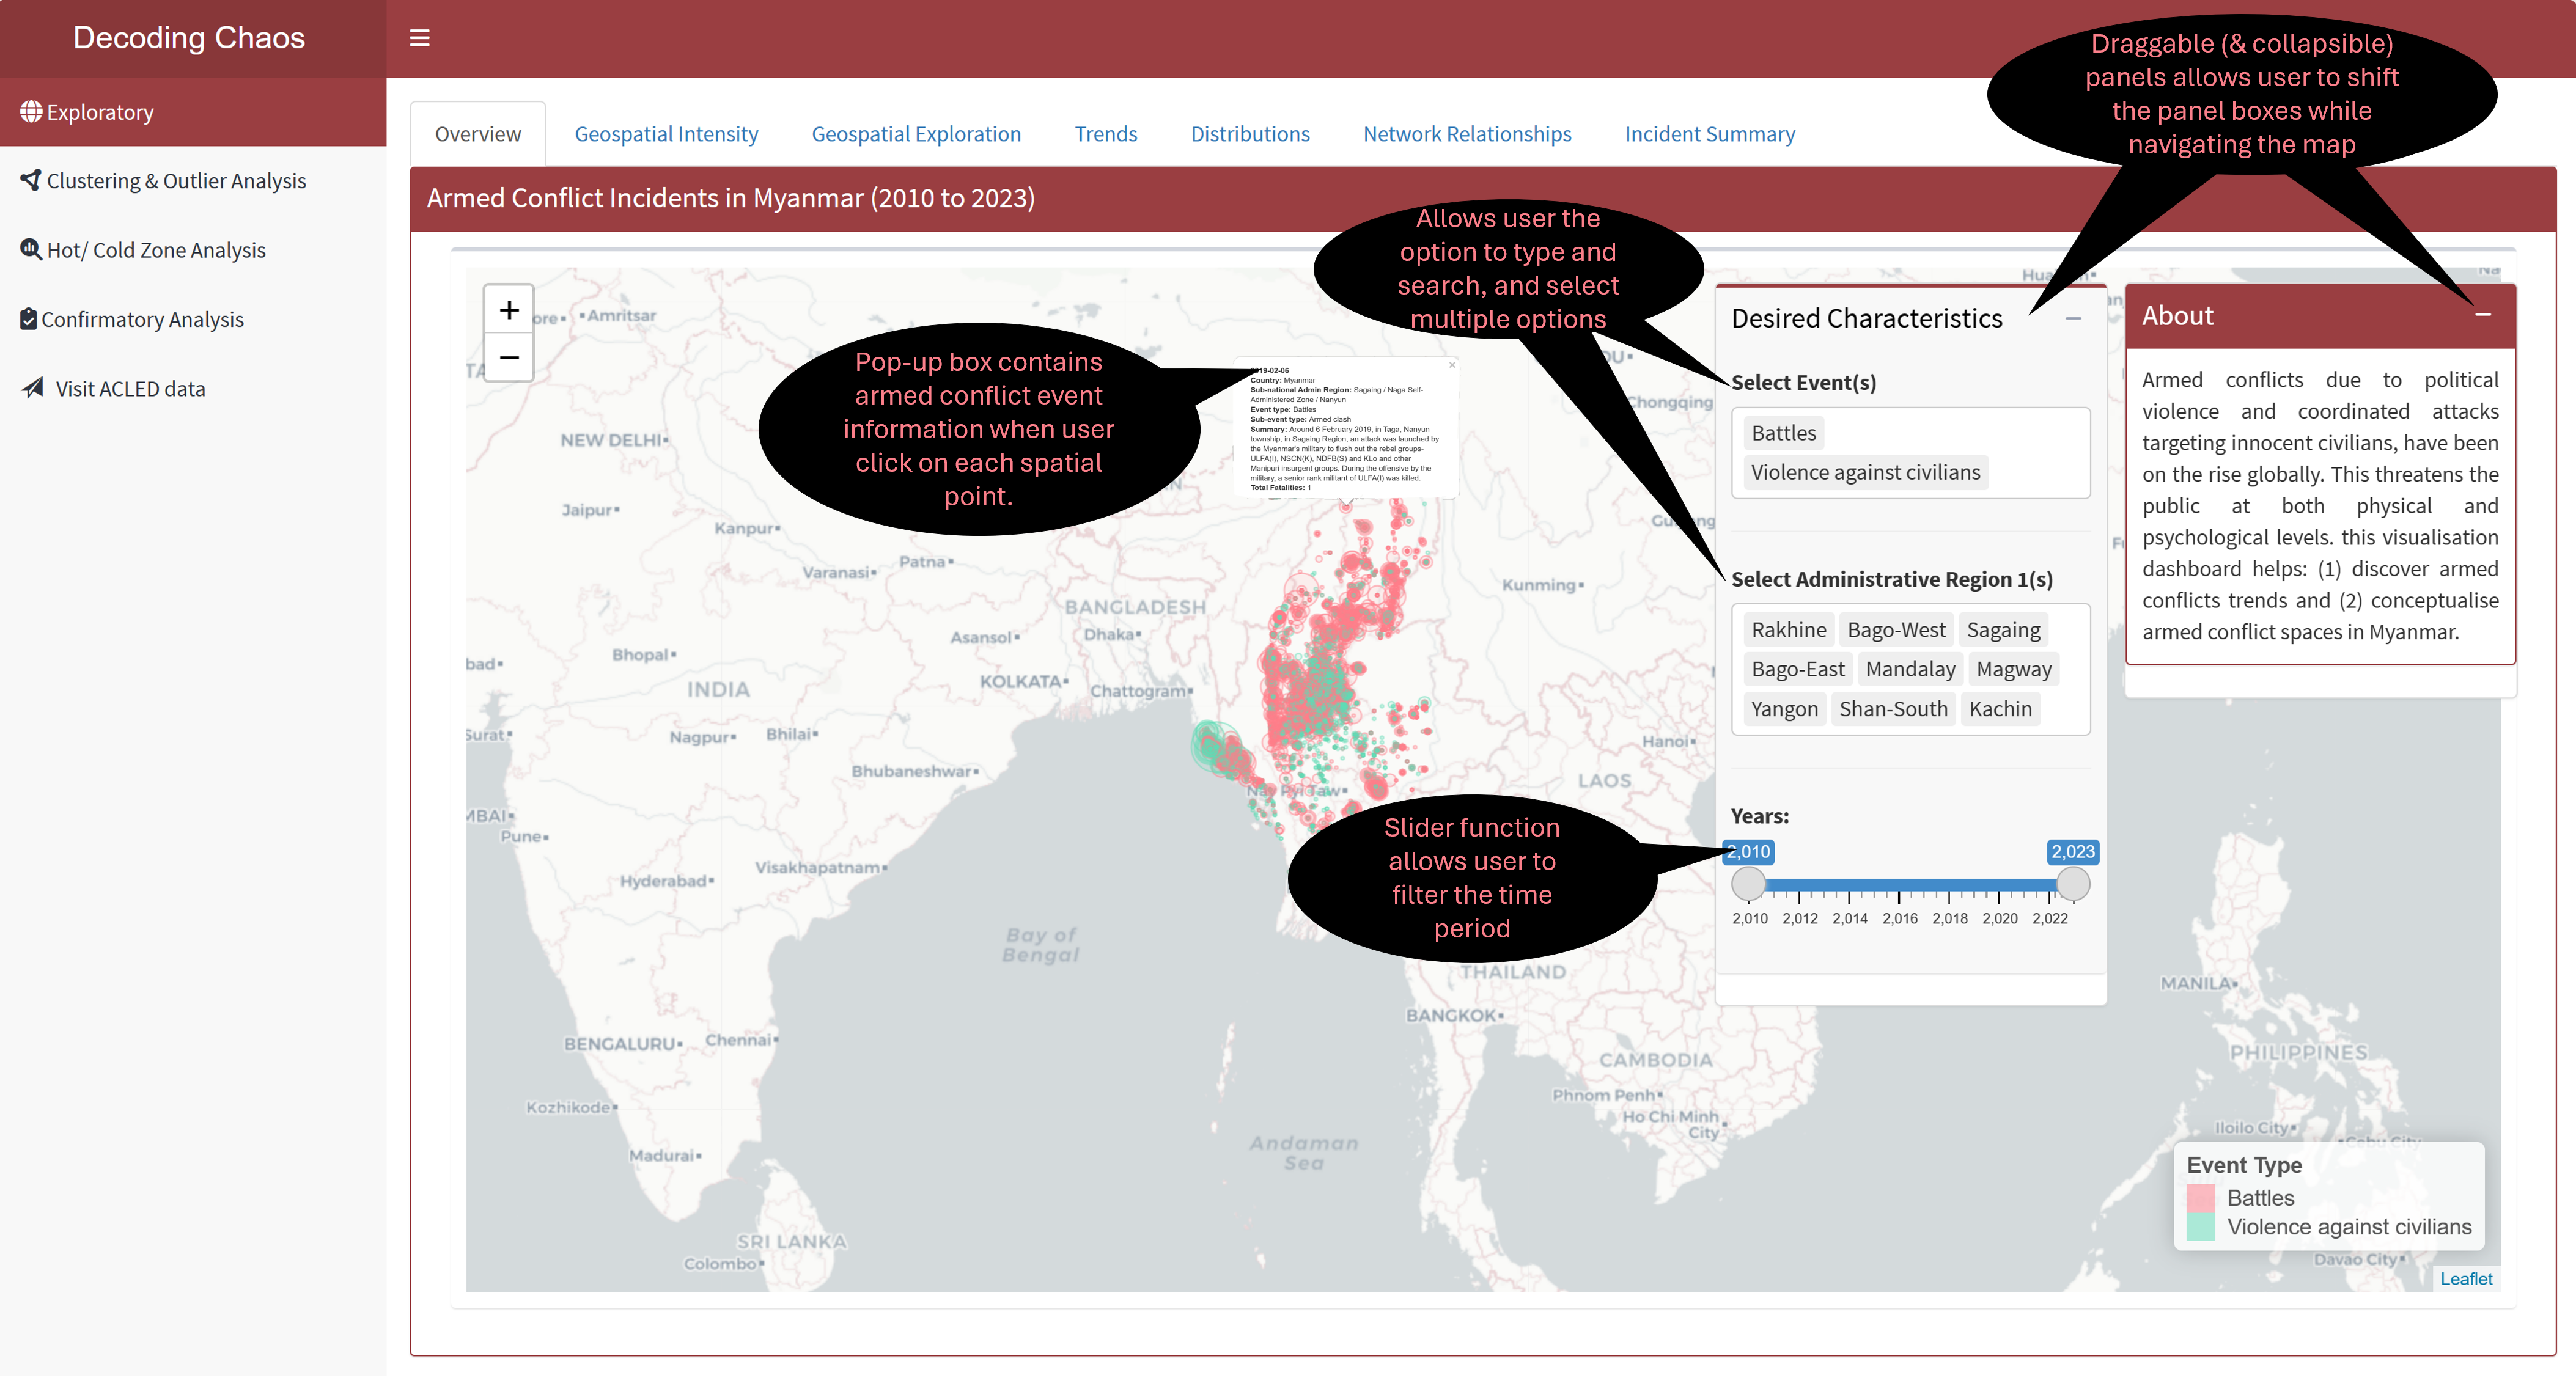 Decoding Chaos
Exploratory
Clustering & Outlier Analysis
Hot/ Cold Zone Analysis
Confirmatory Analysis
Visit ACLED data
Draggable (& collapsible)
panels allows user to shift
the panel boxes while
navigating the map
Overview
Geospatial Intensity
Geospatial Exploration
Trends
Distributions
Network Relationships
Incident Summary
Armed Conflict Incidents in Myanmar (2010 to 2023)
Allows user the
option to type and
search, and select
multiple options
Pop-up box contains
armed conflict event
information when user
click on each spatial
point.
Country: Myanmar
Sub-national Admin Region: Sagaing / Naga Self-
Administered Zone / Nanyun
Event type: Battles
Sub-event type: Armed clash
Summary: Around 6 February 2019, in Taga, Nanyun
township, in Sagaing Region, an attack was launched by
the Myanmar's military to flush out the rebel groups-
ULFA(I), NSCN(K), NDFB(S) and KLo and other
Manipuri insurgent groups. During the offensive by the
military, a senior rank militant of ULFA(I) was killed.
Total Fatalities: 1
Slider function
allows user to
filter the time
period
Desired Characteristics
Select Event(s)
Battles
Violence against civilians
Select Administrative Region 1(s)
Rakhine Bago-West Sagaing
Bago-East Mandalay Magway
Yangon Shan-South Kachin
Years:
2,010 2,023
2,010 2,012 2,014 2,016 2,018 2,020 2,022
About
Armed conflicts due to political
violence and coordinated attacks
targeting innocent civilians, have been
on the rise globally. This threatens the
public at both physical and
psychological levels. this visualisation
dashboard helps: (1) discover armed
conflicts trends and (2) conceptualise
armed conflict spaces in Myanmar.
+
−
Amritsar
NEW DELHI
Jaipur
Kanpur
Varanasi
Patna
Chongqing
Kunming
BANGLADESH
Dhaka
Asansol
Bhopal
INDIA
KOLKATA
Chattogram
Surat
Nagpur
Bhilai
Bhubaneshwar
Nay Pyi Taw
Hanoi
LAOS
Pune
Visakhapatnam
Hyderabad
Bay of
Bengal
THAILAND
BANGKOK
MANILA
BENGALURU
Chennai
CAMBODIA
PHILIPPINES
Kozhikode
Phnom Penh
Ho Chi Minh
City
Iloilo City
Cebu City
Andaman
Sea
Madurai
SRI LANKA
Colombo
Davao City
Event Type
Battles
Violence against civilians
Leaflet